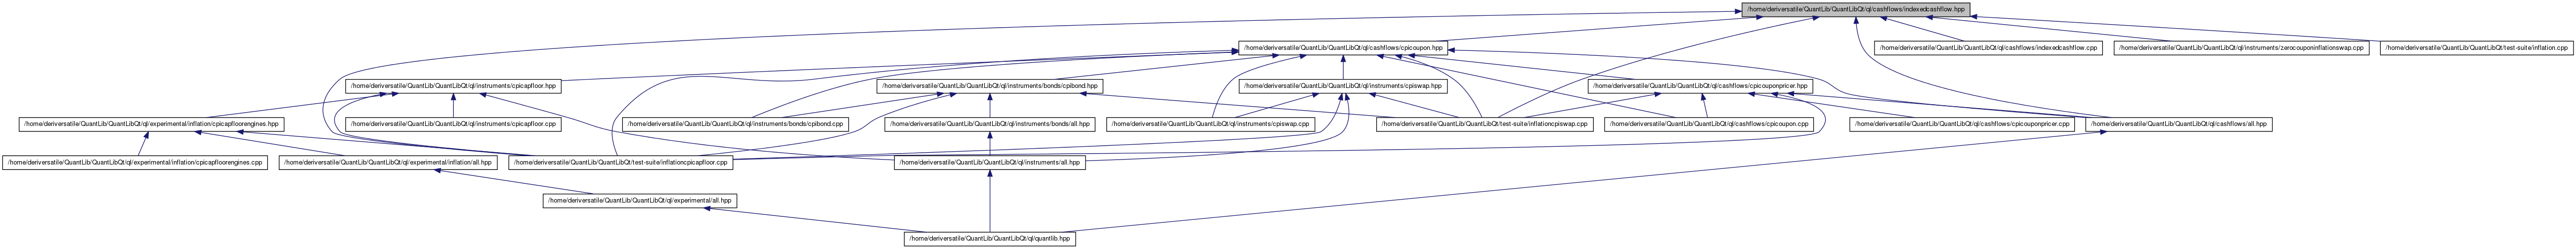 /home/deriversatile/QuantLib/QuantLibQt/ql/cashflows/indexedcashflow.hpp
/home/deriversatile/QuantLib/QuantLibQt/ql/cashflows/cpicoupon.hpp
/home/deriversatile/QuantLib/QuantLibQt/ql/cashflows/indexedcashflow.cpp
/home/deriversatile/QuantLib/QuantLibQt/ql/instruments/zerocouponinflationswap.cpp
/home/deriversatile/QuantLib/QuantLibQt/test-suite/inflation.cpp
/home/deriversatile/QuantLib/QuantLibQt/ql/instruments/cpicapfloor.hpp
/home/deriversatile/QuantLib/QuantLibQt/ql/instruments/bonds/cpibond.hpp
/home/deriversatile/QuantLib/QuantLibQt/ql/instruments/cpiswap.hpp
/home/deriversatile/QuantLib/QuantLibQt/ql/cashflows/cpicouponpricer.hpp
/home/deriversatile/QuantLib/QuantLibQt/ql/experimental/inflation/cpicapfloorengines.hpp
/home/deriversatile/QuantLib/QuantLibQt/ql/instruments/cpicapfloor.cpp
/home/deriversatile/QuantLib/QuantLibQt/ql/instruments/bonds/cpibond.cpp
/home/deriversatile/QuantLib/QuantLibQt/ql/instruments/bonds/all.hpp
/home/deriversatile/QuantLib/QuantLibQt/ql/instruments/cpiswap.cpp
/home/deriversatile/QuantLib/QuantLibQt/test-suite/inflationcpiswap.cpp
/home/deriversatile/QuantLib/QuantLibQt/ql/cashflows/cpicoupon.cpp
/home/deriversatile/QuantLib/QuantLibQt/ql/cashflows/cpicouponpricer.cpp
/home/deriversatile/QuantLib/QuantLibQt/ql/cashflows/all.hpp
/home/deriversatile/QuantLib/QuantLibQt/ql/experimental/inflation/cpicapfloorengines.cpp
/home/deriversatile/QuantLib/QuantLibQt/ql/experimental/inflation/all.hpp
/home/deriversatile/QuantLib/QuantLibQt/test-suite/inflationcpicapfloor.cpp
/home/deriversatile/QuantLib/QuantLibQt/ql/instruments/all.hpp
/home/deriversatile/QuantLib/QuantLibQt/ql/experimental/all.hpp
/home/deriversatile/QuantLib/QuantLibQt/ql/quantlib.hpp